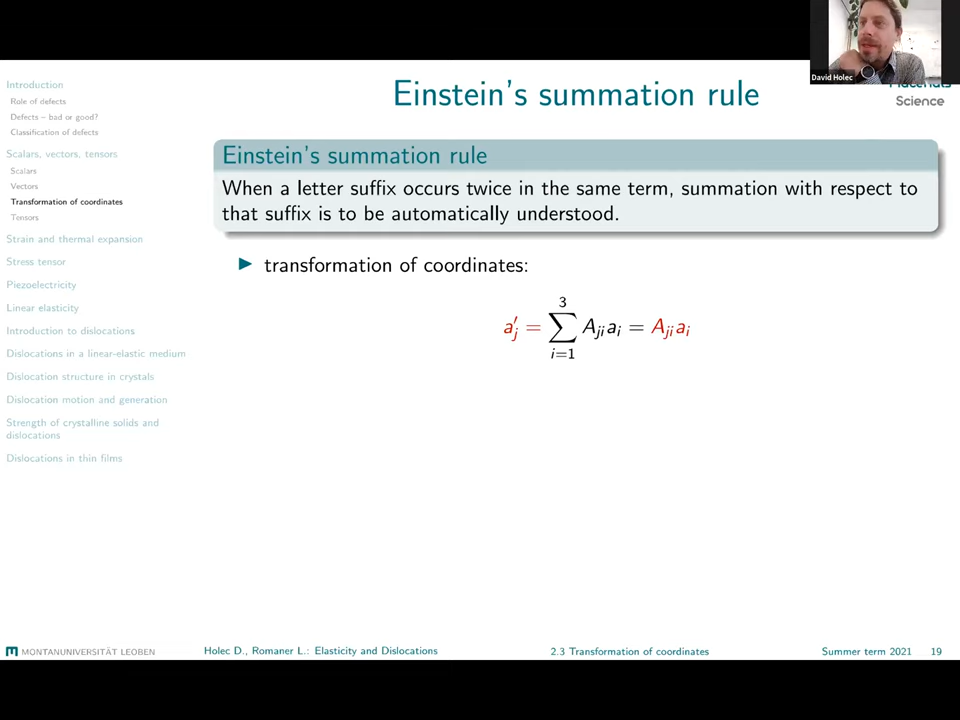 David Holec
Science
Einstein's summation rule
Introduction
Role of defects
Defects – bad or good?
Classification of defects
Scalars, vectors, tensors
Scalars
Vectors
Transformation of coordinates
Tensors
Strain and thermal expansion
Stress tensor
Piezoelectricity
Linear elasticity
Introduction to dislocations
Dislocations in a linear-elastic medium
Dislocation structure in crystals
Dislocation motion and generation
Strength of crystalline solids and
dislocations
Dislocations in thin films
Einstein's summation rule
When a letter suffix occurs twice in the same term, summation with respect to
that suffix is to be automatically understood.
▶ transformation of coordinates:
a′_j = ∑_{i=1}^{3} A_{ji} a_i = A_{ji} a_i
MONTANUNIVERSITÄT LEOBEN
Holec D., Romaner L.: Elasticity and Dislocations
2.3 Transformation of coordinates
Summer term 2021 19